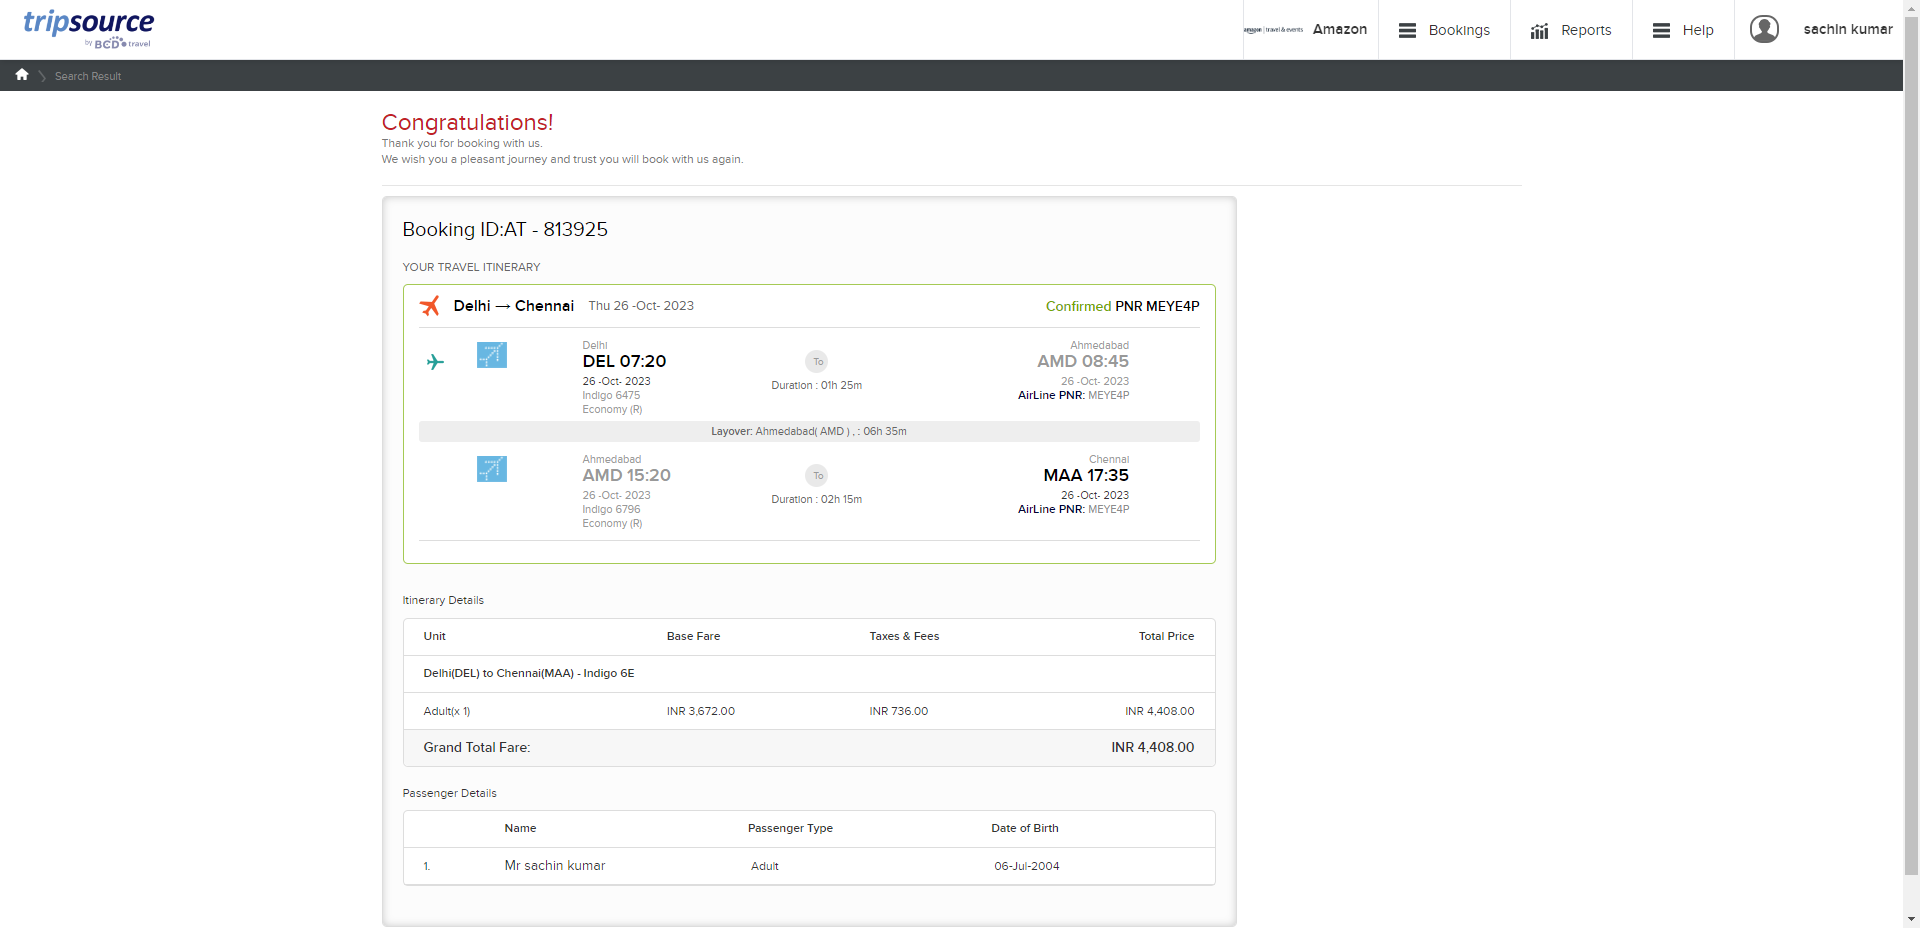 tripsource
by BCD travel
amazon | travel & events
Amazon
Bookings
Reports
Help
sachin kumar
Search Result
Congratulations!
Thank you for booking with us.
We wish you a pleasant journey and trust you will book with us again.
Booking ID:AT - 813925
YOUR TRAVEL ITINERARY
Delhi → Chennai Thu 26 -Oct- 2023 Confirmed PNR MEYE4P
Delhi
DEL 07:20
26 -Oct- 2023
Indigo 6475
Economy (R)
To
Duration : 01h 25m
Ahmedabad
AMD 08:45
26 -Oct- 2023
AirLine PNR: MEYE4P
Layover: Ahmedabad( AMD ) , : 06h 35m
Ahmedabad
AMD 15:20
26 -Oct- 2023
Indigo 6796
Economy (R)
To
Duration : 02h 15m
Chennai
MAA 17:35
26 -Oct- 2023
AirLine PNR: MEYE4P
Itinerary Details
Unit Base Fare Taxes & Fees Total Price
Delhi(DEL) to Chennai(MAA) - Indigo 6E
Adult(x 1) INR 3,672.00 INR 736.00 INR 4,408.00
Grand Total Fare: INR 4,408.00
Passenger Details
Name Passenger Type Date of Birth
1. Mr sachin kumar Adult 06-Jul-2004